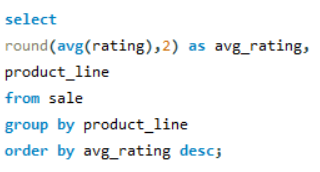 select
round(avg(rating),2) as avg_rating,
product_line
from sale
group by product_line
order by avg_rating desc;